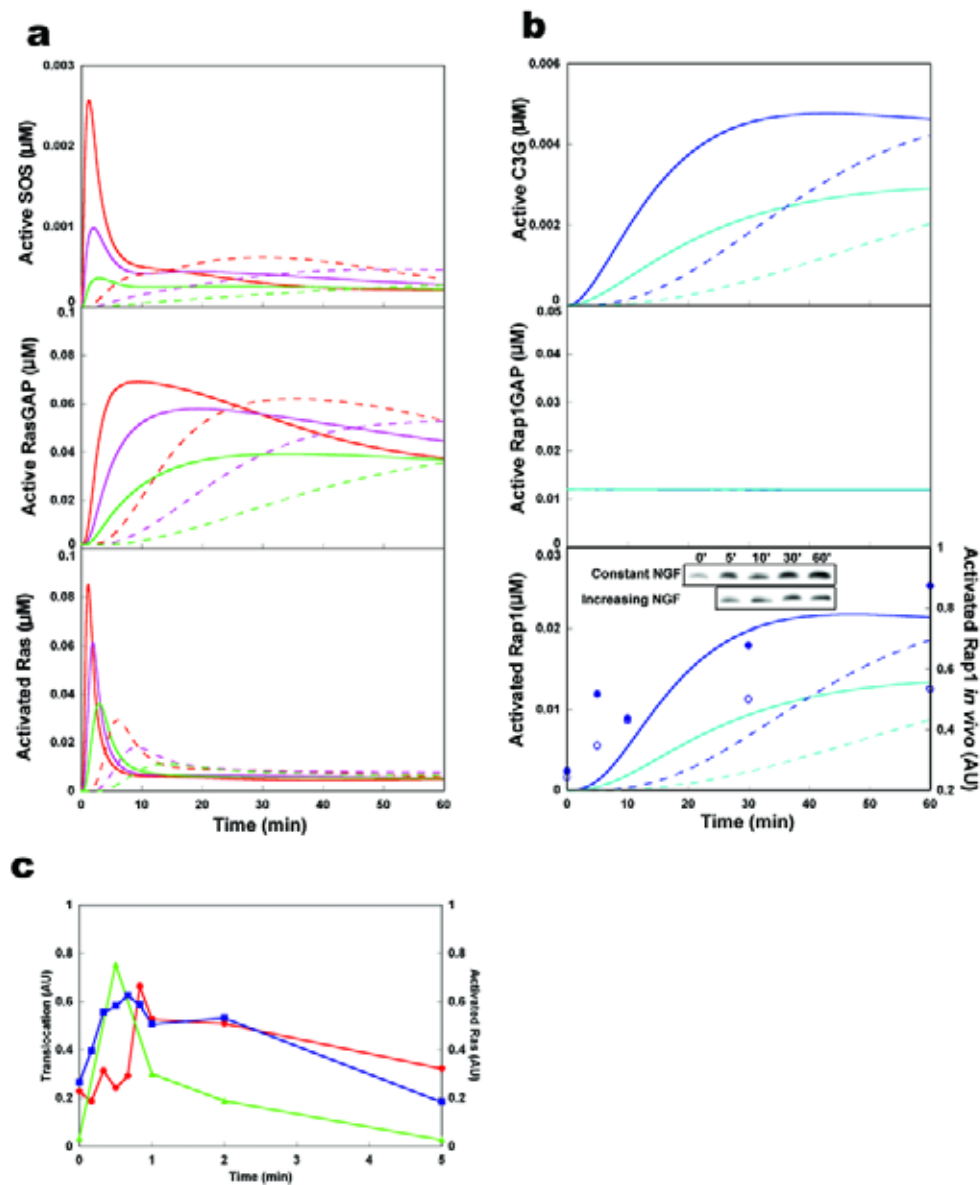 a
0.003
0.002
0.001
0
Active SOS (µM)
0.1
0.08
0.06
0.04
0.02
0
Active RasGAP (µM)
0.1
0.08
0.06
0.04
0.02
0
Activated Ras (µM)
0 10 20 30 40 50 60
Time (min)
b
0.006
0.004
0.002
0
Active C3G (µM)
0.05
0.04
0.03
0.02
0.01
0
Active Rap1GAP (µM)
0.03
0.02
0.01
0
Activated Rap1(µM)
0' 5' 10' 30' 60'
Constant NGF
Increasing NGF
1
0.8
0.6
0.4
0.2
Activated Rap1 in vivo (AU)
0 10 20 30 40 50 60
Time (min)
c
1
0.8
0.6
0.4
0.2
0
Translocation (AU)
1
0.8
0.6
0.4
0.2
0
Activated Ras (AU)
0 1 2 3 4 5
Time (min)